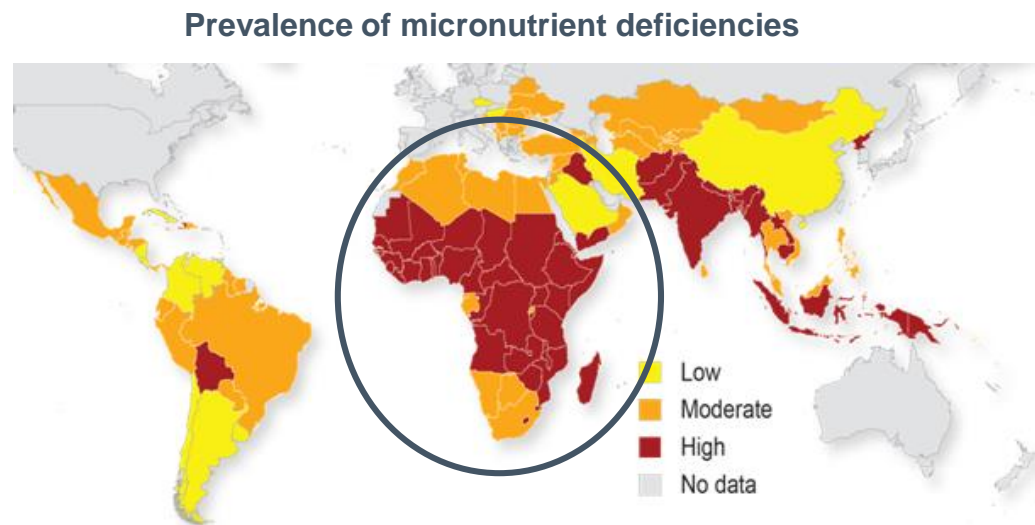 Prevalence of micronutrient deficiencies
Low
Moderate
High
No data